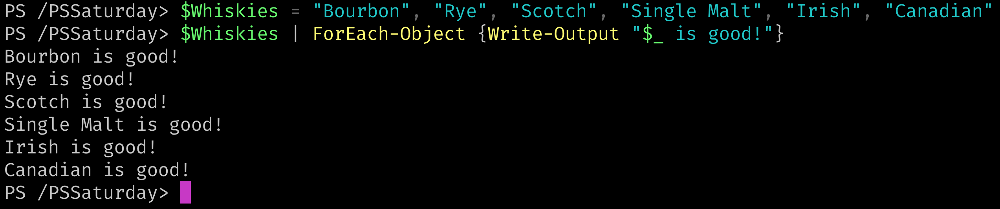 PS /PSSaturday> $Whiskies = "Bourbon", "Rye", "Scotch", "Single Malt", "Irish", "Canadian"
PS /PSSaturday> $Whiskies | ForEach-Object {Write-Output "$_ is good!"}
Bourbon is good!
Rye is good!
Scotch is good!
Single Malt is good!
Irish is good!
Canadian is good!
PS /PSSaturday>